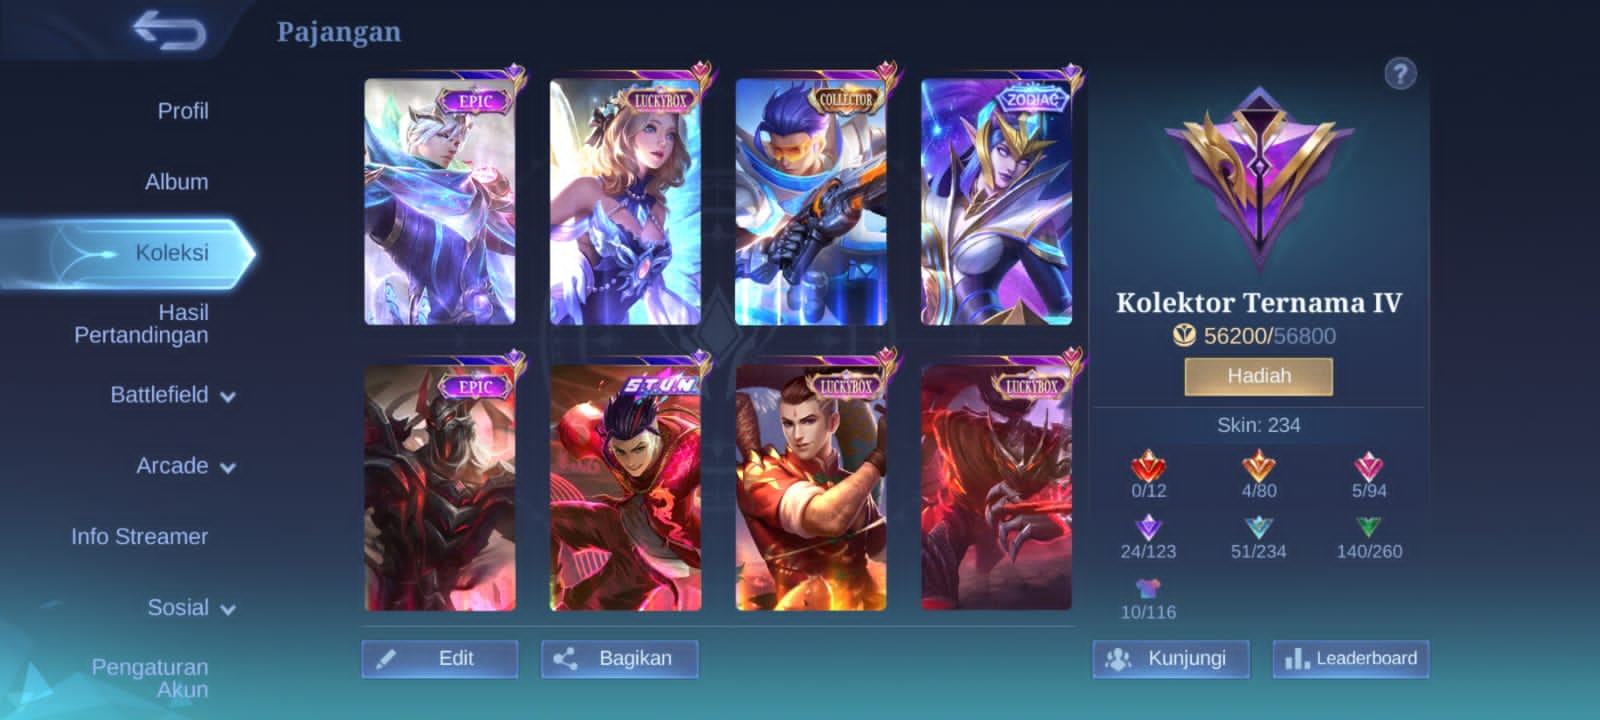 Pajangan
Profil
Album
Koleksi
Hasil
Pertandingan
Battlefield
Arcade
Info Streamer
Sosial
Pengaturan
Akun
EPIC
LUCKYBOX
COLLECTOR
ZODIAC
EPIC
S.T.U.N
LUCKYBOX
LUCKYBOX
Edit
Bagikan
?
Kolektor Ternama IV
56200/56800
Hadiah
Skin: 234
0/12
4/80
5/94
24/123
51/234
140/260
10/116
Kunjungi
Leaderboard